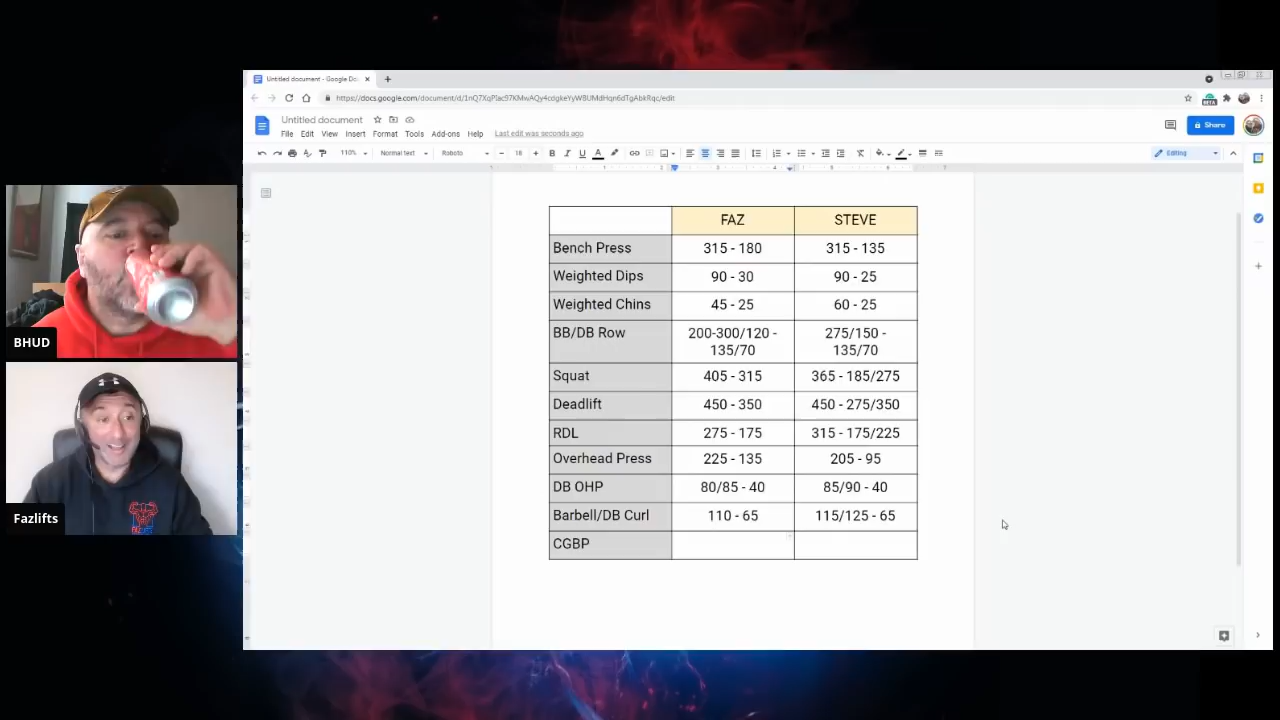 Untitled document - Google Do
Untitled document
File Edit View Insert Format Tools Add-ons Help Last edit was seconds ago
Share
110% Normal text Roboto 18 Editing
FAZ STEVE
Bench Press 315 - 180 315 - 135
Weighted Dips 90 - 30 90 - 25
Weighted Chins 45 - 25 60 - 25
BB/DB Row 200-300/120 - 275/150 -
135/70 135/70
Squat 405 - 315 365 - 185/275
Deadlift 450 - 350 450 - 275/350
RDL 275 - 175 315 - 175/225
Overhead Press 225 - 135 205 - 95
DB OHP 80/85 - 40 85/90 - 40
Barbell/DB Curl 110 - 65 115/125 - 65
CGBP
BHUD
Fazlifts